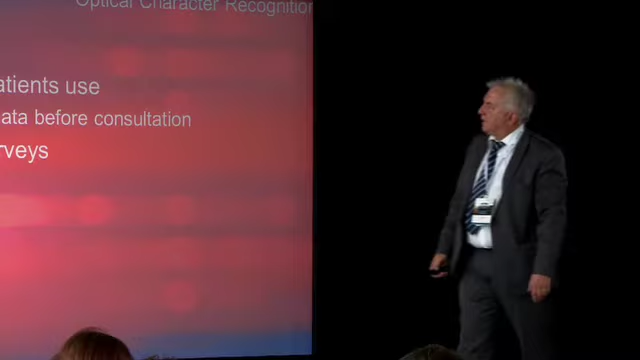 Optical Character Recognition
atients use
ata before consultation
rveys